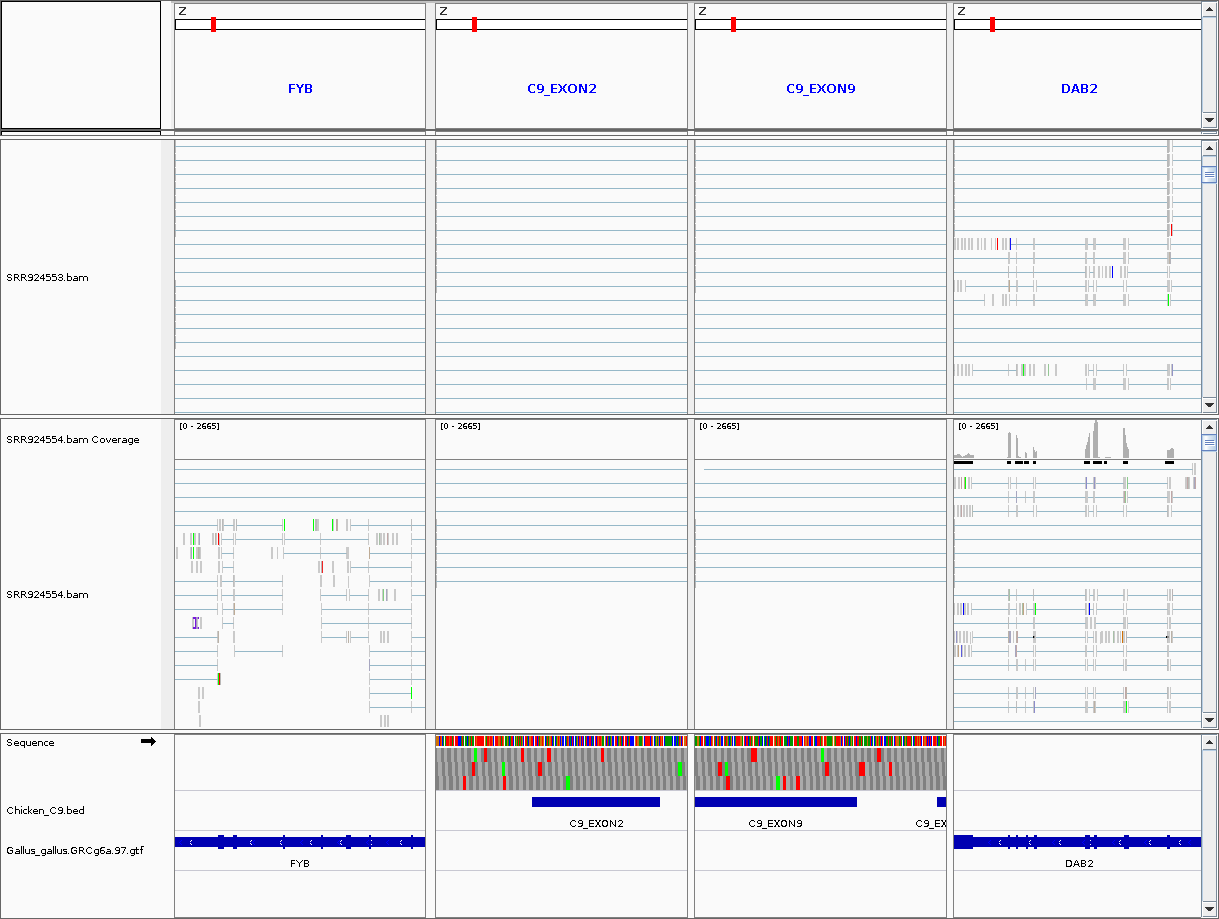 Z Z Z Z
FYB C9_EXON2 C9_EXON9 DAB2
SRR924553.bam
[0 - 2665] [0 - 2665] [0 - 2665] [0 - 2665]
SRR924554.bam Coverage
SRR924554.bam
Sequence
Chicken_C9.bed
C9_EXON2 C9_EXON9 C9_EX
Gallus_gallus.GRCg6a.97.gtf
FYB DAB2